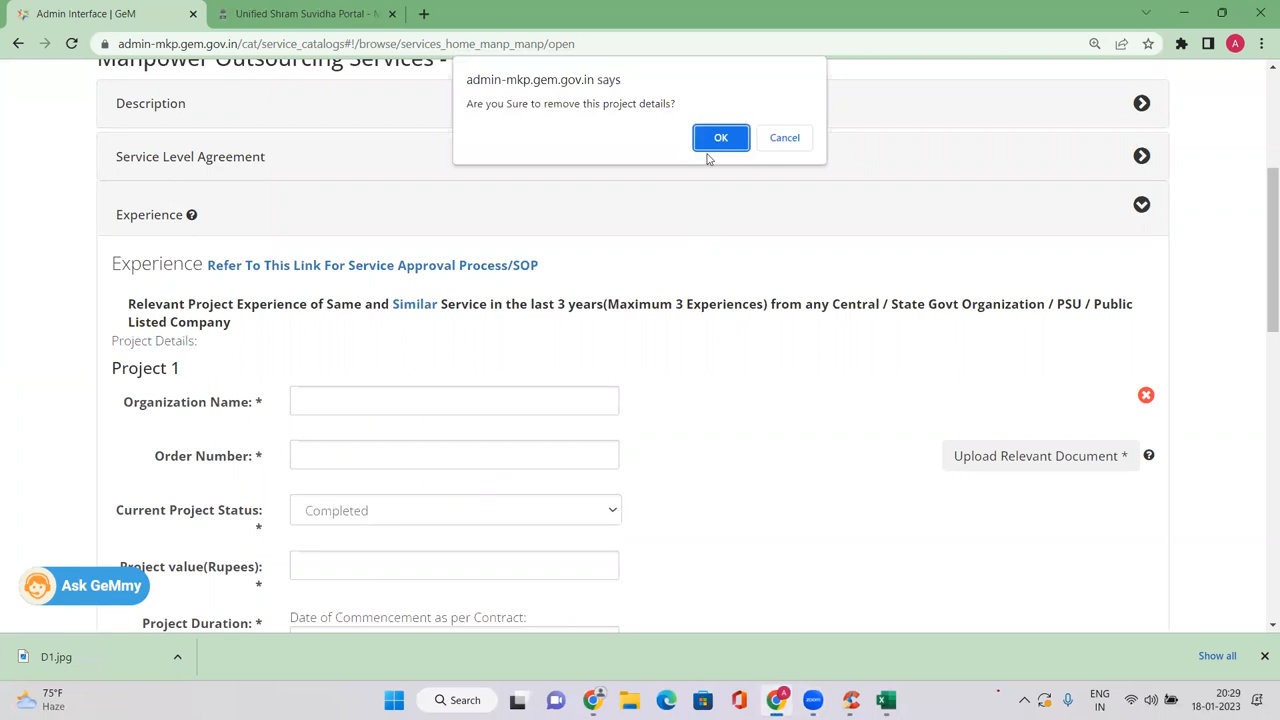 Admin Interface | GeM
Unified Shram Suvidha Portal -
admin-mkp.gem.gov.in/cat/service_catalogs#!/browse/services_home_manp_manp/open
A
Manpower Outsourcing Services -
admin-mkp.gem.gov.in says
Are you Sure to remove this project details?
OK
Cancel
Description
Service Level Agreement
Experience
Experience Refer To This Link For Service Approval Process/SOP
Relevant Project Experience of Same and Similar Service in the last 3 years(Maximum 3 Experiences) from any Central / State Govt Organization / PSU / Public
Listed Company
Project Details:
Project 1
Organization Name: *
Order Number: *
Upload Relevant Document *
Current Project Status:
*
Completed
Project value(Rupees):
*
Ask GeMmy
Project Duration: *
Date of Commencement as per Contract:
D1.jpg
Show all
75°F
Haze
Search
ENG
IN
20:29
18-01-2023